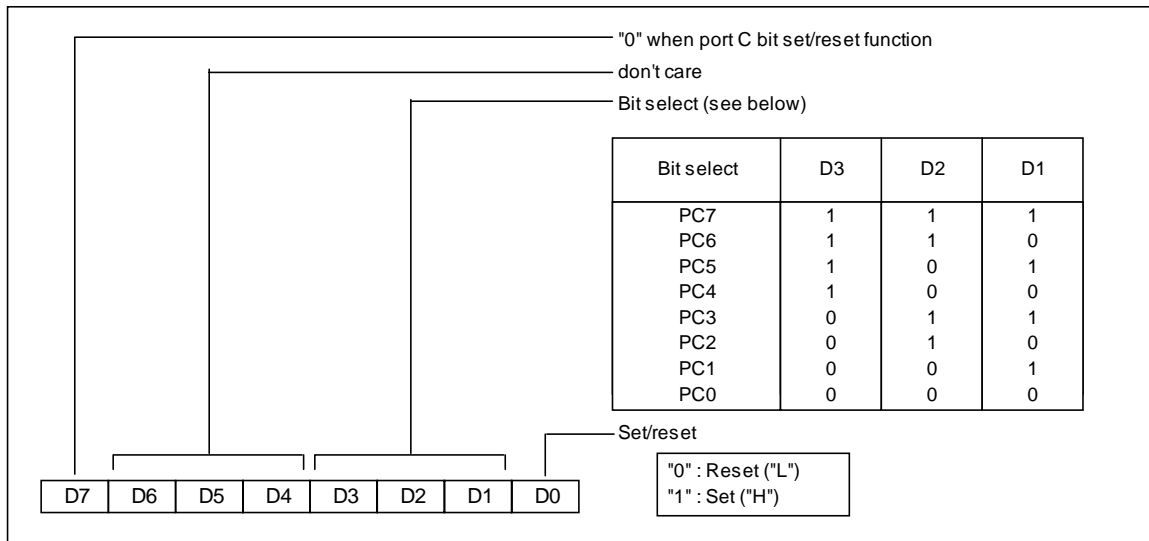 "0" when port C bit set/reset function
don't care
Bit select (see below)
Bit select D3 D2 D1
PC7 1 1 1
PC6 1 1 0
PC5 1 0 1
PC4 1 0 0
PC3 0 1 1
PC2 0 1 0
PC1 0 0 1
PC0 0 0 0
Set/reset
"0" : Reset ("L")
"1" : Set ("H")
D7 D6 D5 D4 D3 D2 D1 D0